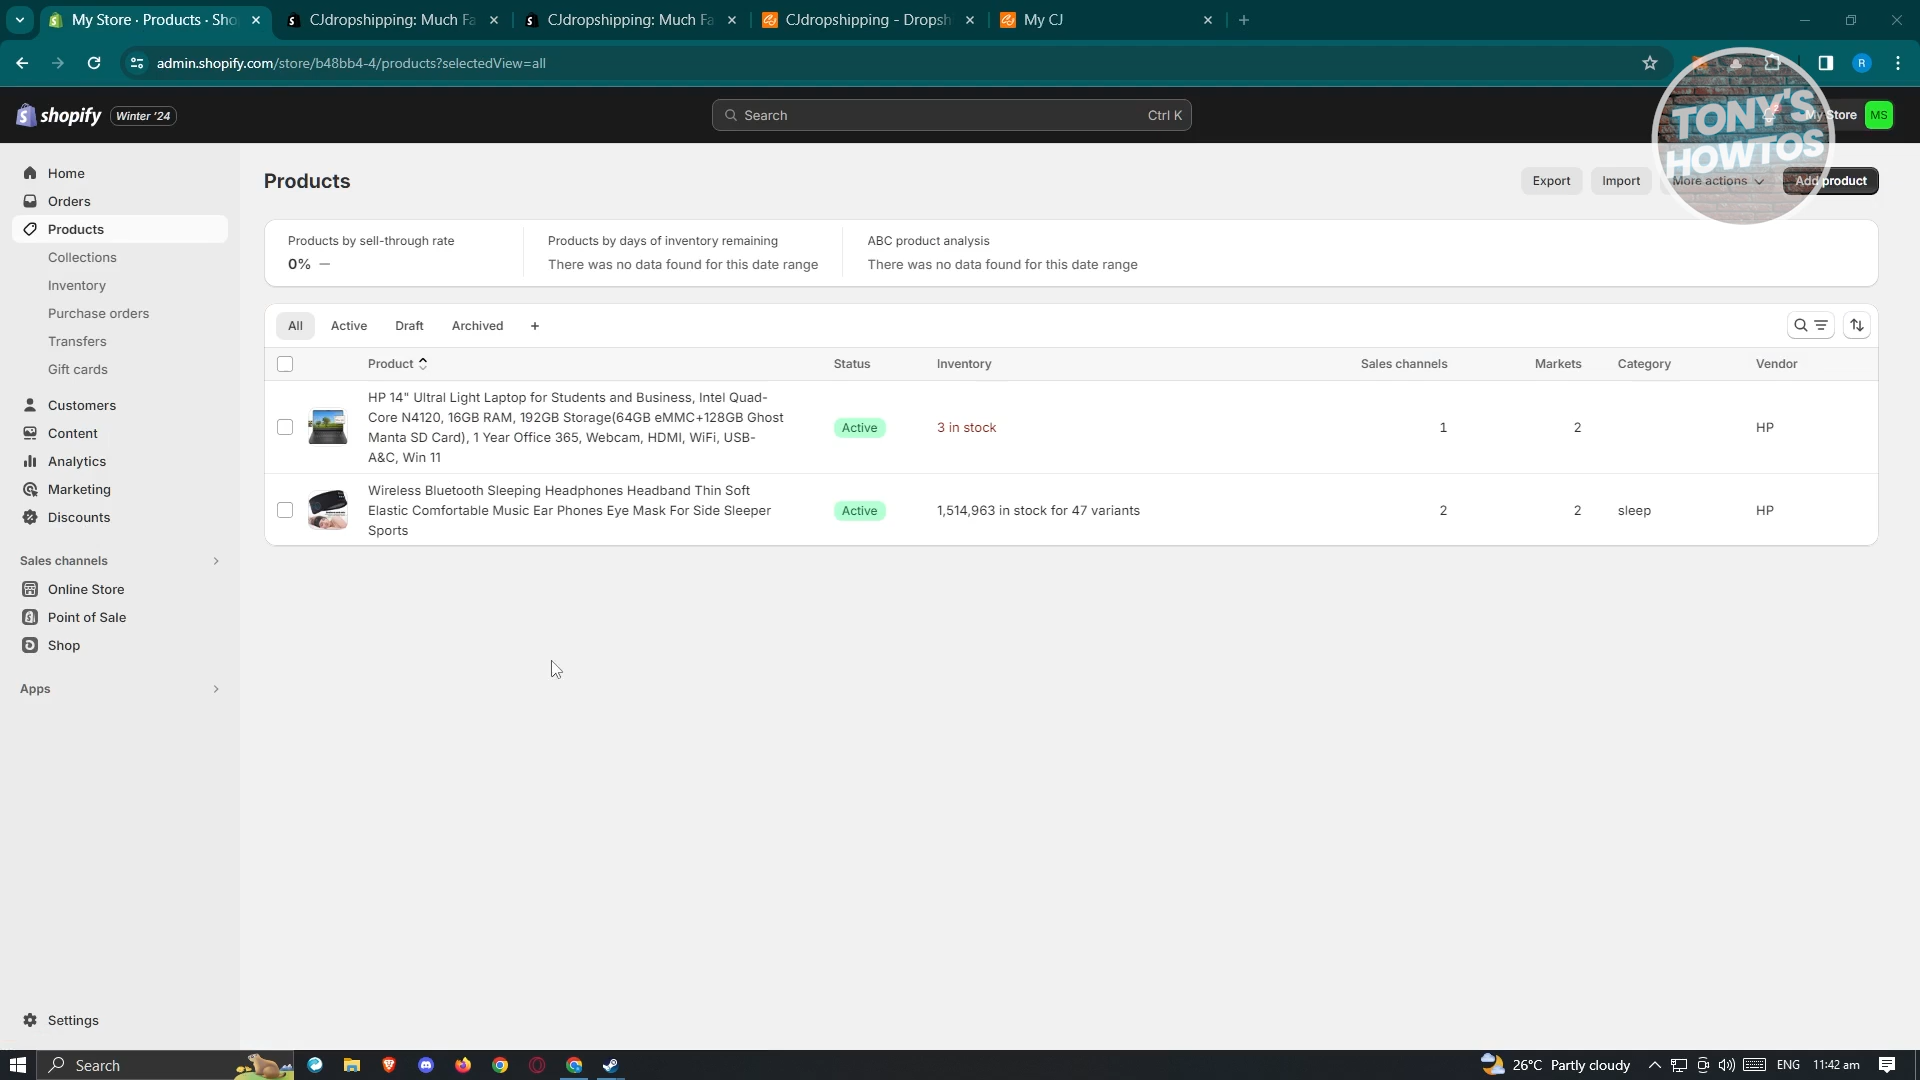 My Store · Products · Sho
CJdropshipping: Much Fa
CJdropshipping: Much Fa
CJdropshipping - Dropsh
My CJ
admin.shopify.com/store/b48bb4-4/products?selectedView=all
R
shopify
Winter '24
Search
Ctrl K
My Store
MS
TONY'S
HOWTOS
Home
Orders
Products
Collections
Inventory
Purchase orders
Transfers
Gift cards
Customers
Content
Analytics
Marketing
Discounts
Sales channels
Online Store
Point of Sale
Shop
Apps
Settings
Products
Export
Import
More actions
Add product
Products by sell-through rate
0% —
Products by days of inventory remaining
There was no data found for this date range
ABC product analysis
There was no data found for this date range
All
Active
Draft
Archived
+
Product
Status
Inventory
Sales channels
Markets
Category
Vendor
HP 14" Ultral Light Laptop for Students and Business, Intel Quad-
Core N4120, 16GB RAM, 192GB Storage(64GB eMMC+128GB Ghost
Manta SD Card), 1 Year Office 365, Webcam, HDMI, WiFi, USB-
A&C, Win 11
Active
3 in stock
1
2
HP
Wireless Bluetooth Sleeping Headphones Headband Thin Soft
Elastic Comfortable Music Ear Phones Eye Mask For Side Sleeper
Sports
Active
1,514,963 in stock for 47 variants
2
2
sleep
HP
Search
26°C Partly cloudy
ENG
11:42 am